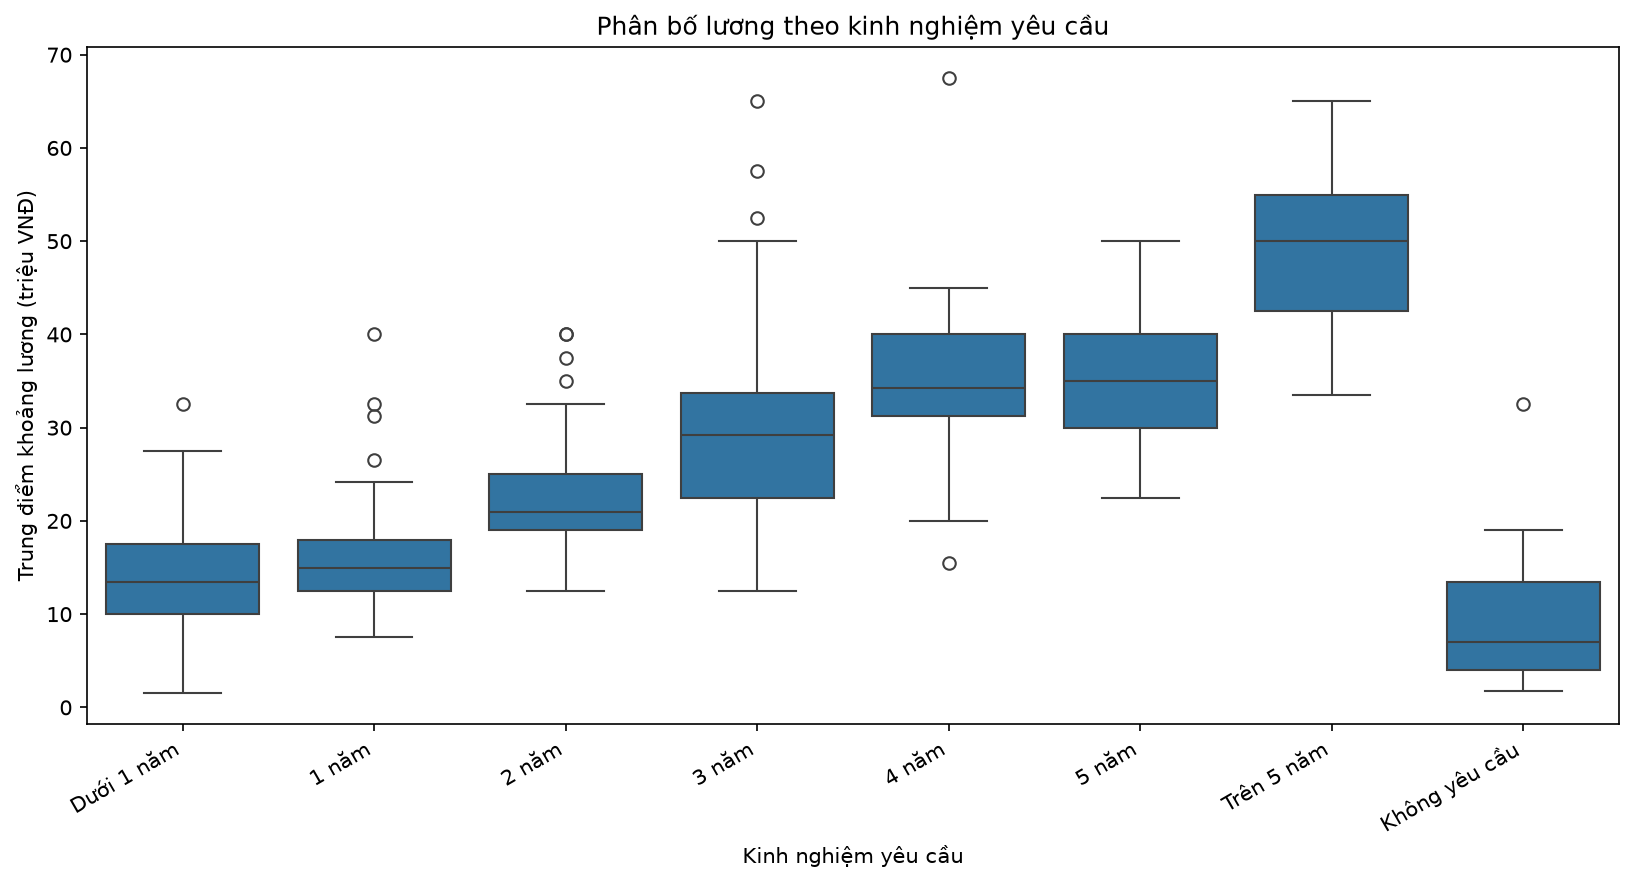 Phân bố lương theo kinh nghiệm yêu cầu
Trung điểm khoảng lương (triệu VNĐ)
70
60
50
40
30
20
10
0
Dưới 1 năm
1 năm
2 năm
3 năm
4 năm
5 năm
Trên 5 năm
Không yêu cầu
Kinh nghiệm yêu cầu